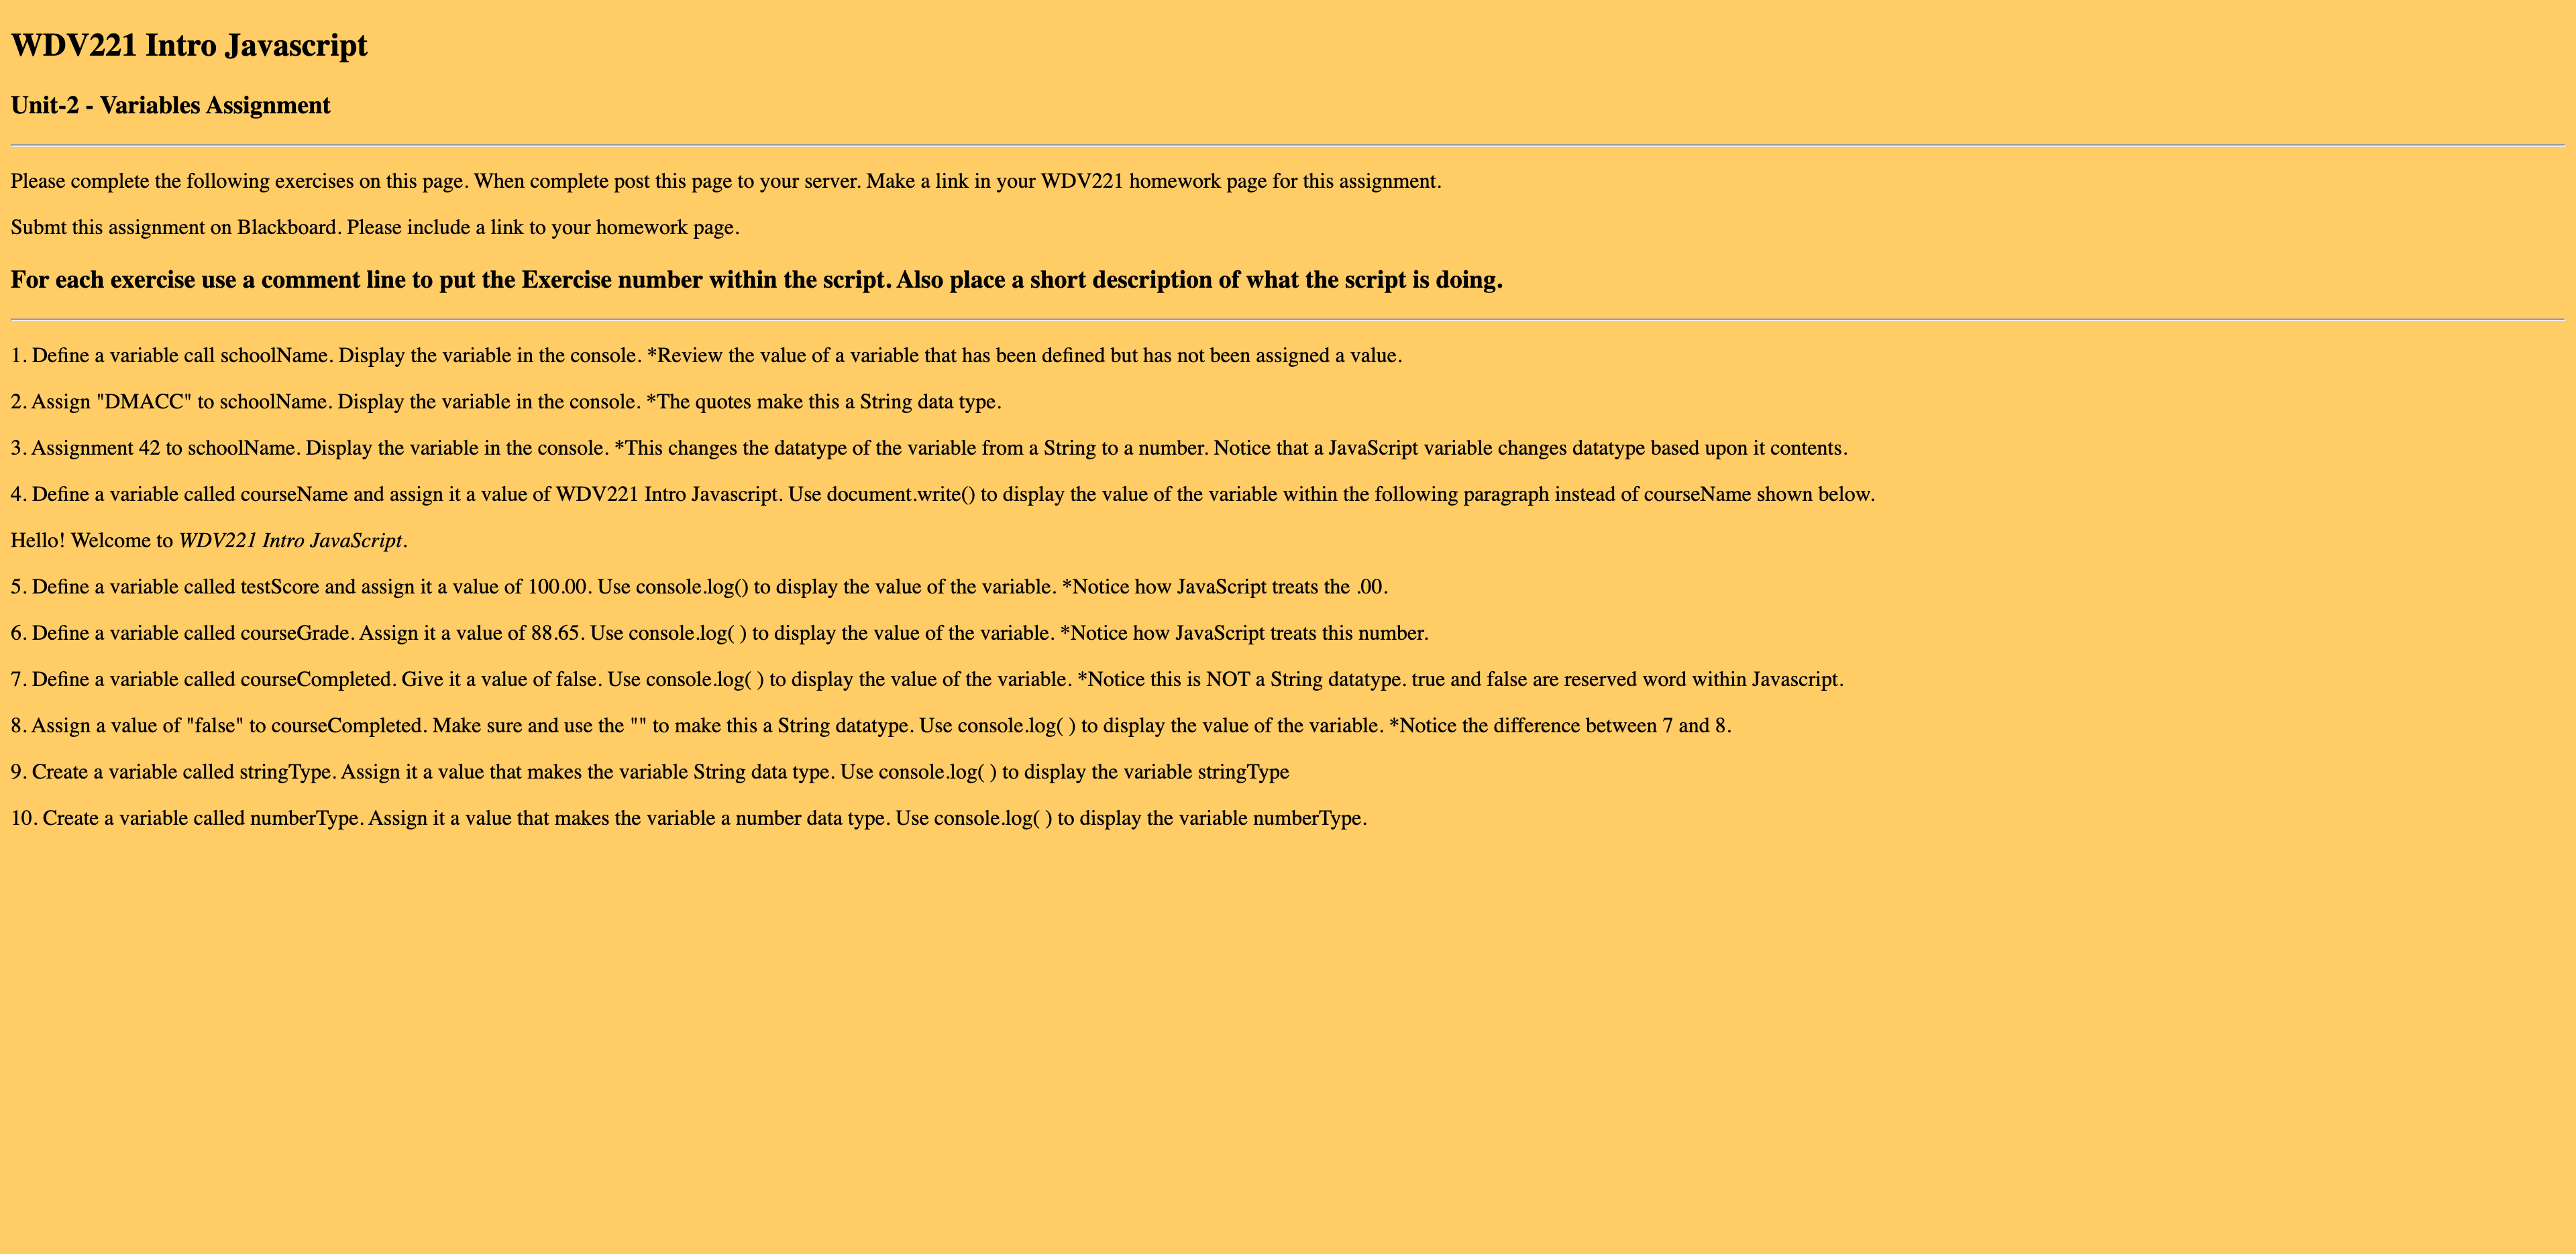 WDV221 Intro Javascript
Unit-2 - Variables Assignment
Please complete the following exercises on this page. When complete post this page to your server. Make a link in your WDV221 homework page for this assignment.
Submt this assignment on Blackboard. Please include a link to your homework page.
For each exercise use a comment line to put the Exercise number within the script. Also place a short description of what the script is doing.
1. Define a variable call schoolName. Display the variable in the console. *Review the value of a variable that has been defined but has not been assigned a value.
2. Assign "DMACC" to schoolName. Display the variable in the console. *The quotes make this a String data type.
3. Assignment 42 to schoolName. Display the variable in the console. *This changes the datatype of the variable from a String to a number. Notice that a JavaScript variable changes datatype based upon it contents.
4. Define a variable called courseName and assign it a value of WDV221 Intro Javascript. Use document.write() to display the value of the variable within the following paragraph instead of courseName shown below.
Hello! Welcome to WDV221 Intro JavaScript.
5. Define a variable called testScore and assign it a value of 100.00. Use console.log() to display the value of the variable. *Notice how JavaScript treats the .00.
6. Define a variable called courseGrade. Assign it a value of 88.65. Use console.log( ) to display the value of the variable. *Notice how JavaScript treats this number.
7. Define a variable called courseCompleted. Give it a value of false. Use console.log( ) to display the value of the variable. *Notice this is NOT a String datatype. true and false are reserved word within Javascript.
8. Assign a value of "false" to courseCompleted. Make sure and use the "" to make this a String datatype. Use console.log( ) to display the value of the variable. *Notice the difference between 7 and 8.
9. Create a variable called stringType. Assign it a value that makes the variable String data type. Use console.log( ) to display the variable stringType
10. Create a variable called numberType. Assign it a value that makes the variable a number data type. Use console.log( ) to display the variable numberType.